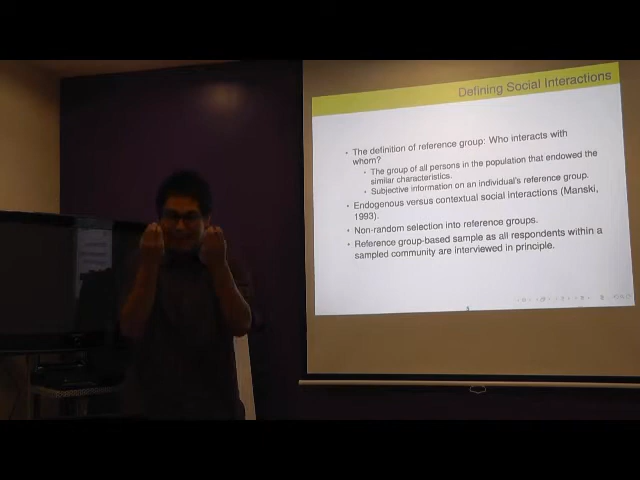 Defining Social Interactions
• The definition of reference group: Who interacts with
whom?
• The group of all persons in the population that endowed the
similar characteristics.
• Subjective information on an individual's reference group.
• Endogenous versus contextual social interactions (Manski,
1993).
• Non-random selection into reference groups.
• Reference group-based sample as all respondents within a
sampled community are interviewed in principle.